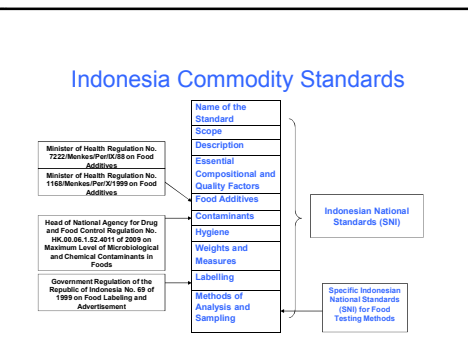 Indonesia Commodity Standards
Name of the
Standard
Scope
Description
Essential
Compositional and
Quality Factors
Food Additives
Contaminants
Hygiene
Weights and
Measures
Labelling
Methods of
Analysis and
Sampling
Minister of Health Regulation No.
7222/Menkes/Per/IX/88 on Food
Additives
Minister of Health Regulation No.
1168/Menkes/Per/X/1999 on Food
Additives
Head of National Agency for Drug
and Food Control Regulation No.
HK.00.06.1.52.4011 of 2009 on
Maximum Level of Microbiological
and Chemical Contaminants in
Foods
Government Regulation of the
Republic of Indonesia No. 69 of
1999 on Food Labeling and
Advertisement
Indonesian National
Standards (SNI)
Specific Indonesian
National Standards
(SNI) for Food
Testing Methods